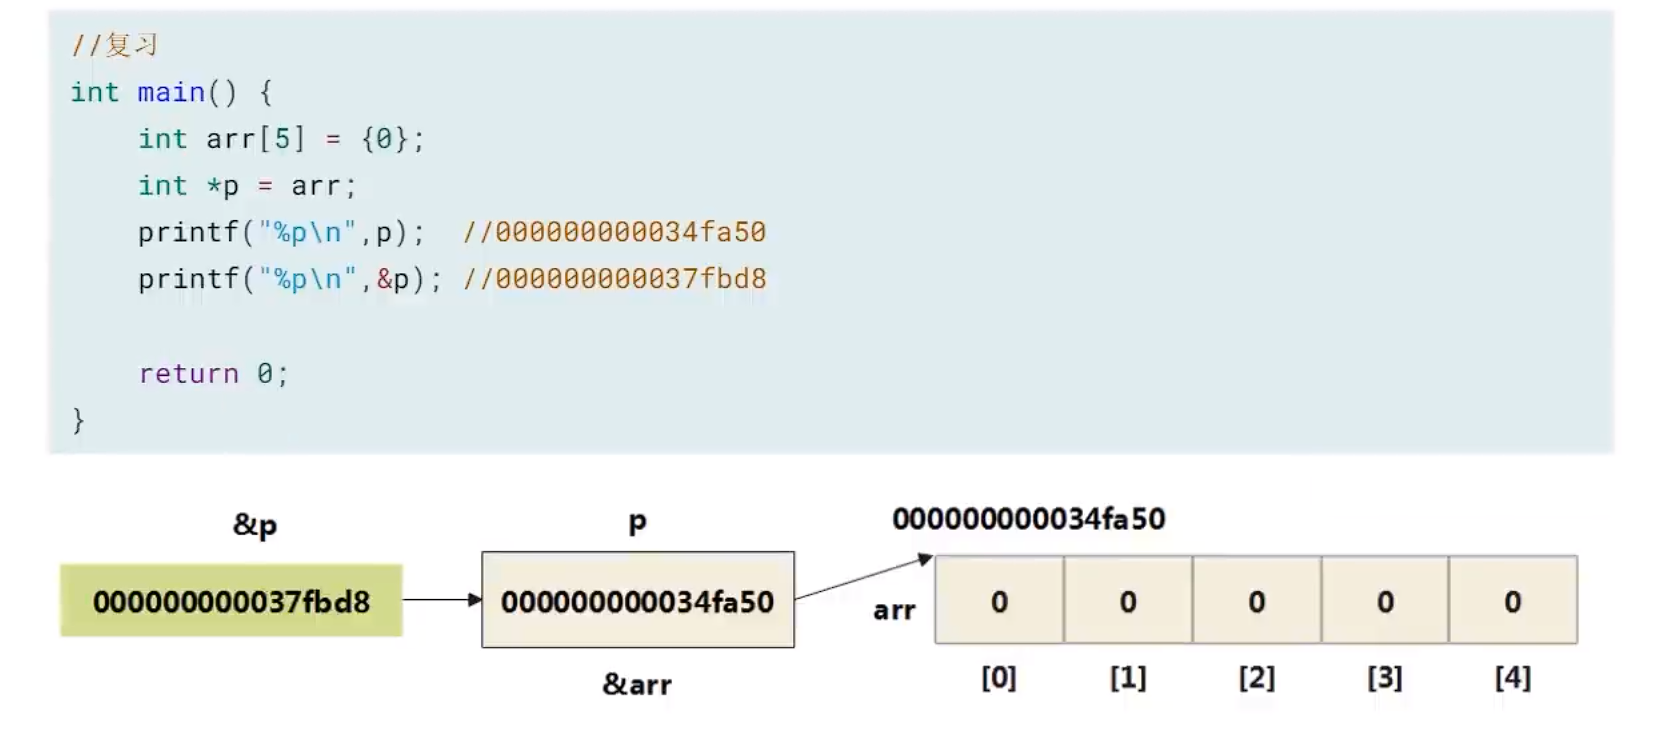 //复习
int main() {
    int arr[5] = {0};
    int *p = arr;
    printf("%p\n",p);  //000000000034fa50
    printf("%p\n",&p); //000000000037fbd8
    return 0;
}
&p
p
000000000034fa50
000000000037fbd8
000000000034fa50
arr
0 0 0 0 0
&arr
[0] [1] [2] [3] [4]